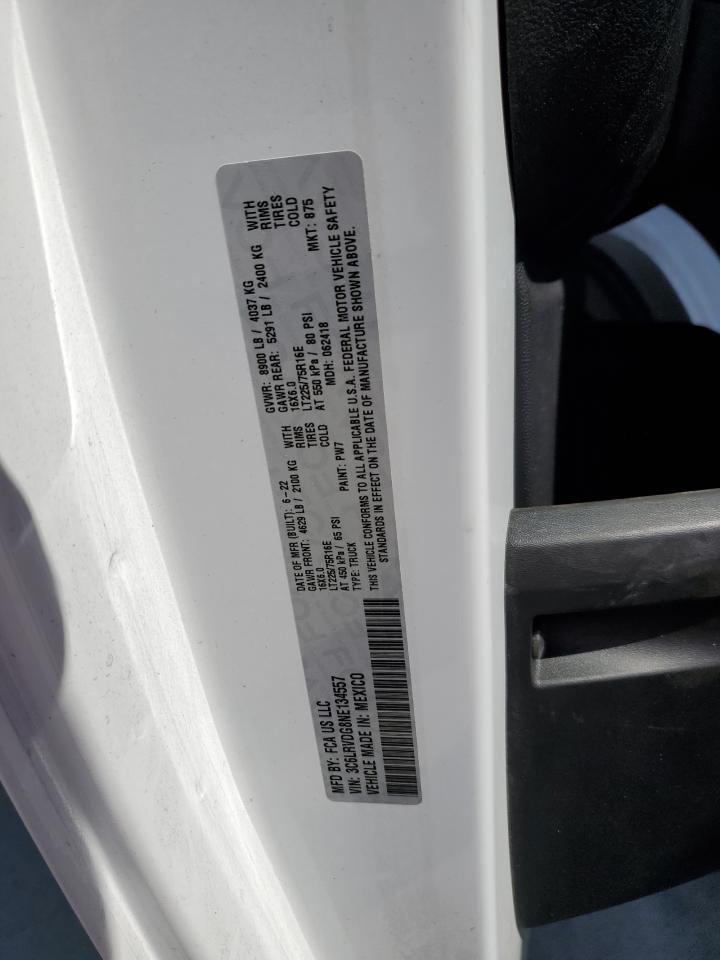 MFD BY: FCA US LLC
DATE OF MFR (BUILT): 6-22
GVWR: 8900 LB / 4037 KG
GAWR FRONT: 4629 LB / 2100 KG WITH
GAWR REAR: 5291 LB / 2400 KG WITH
16X6.0 RIMS
16X6.0 RIMS
LT225/75R16E TIRES
LT225/75R16E TIRES
AT 450 kPa / 65 PSI COLD
AT 550 kPa / 80 PSI COLD
VIN: 3C6LRVDG8NE134557
TYPE: TRUCK
PAINT: PW7
MDH: 062418
MKT: 875
VEHICLE MADE IN: MEXICO
THIS VEHICLE CONFORMS TO ALL APPLICABLE U.S.A. FEDERAL MOTOR VEHICLE SAFETY
STANDARDS IN EFFECT ON THE DATE OF MANUFACTURE SHOWN ABOVE.